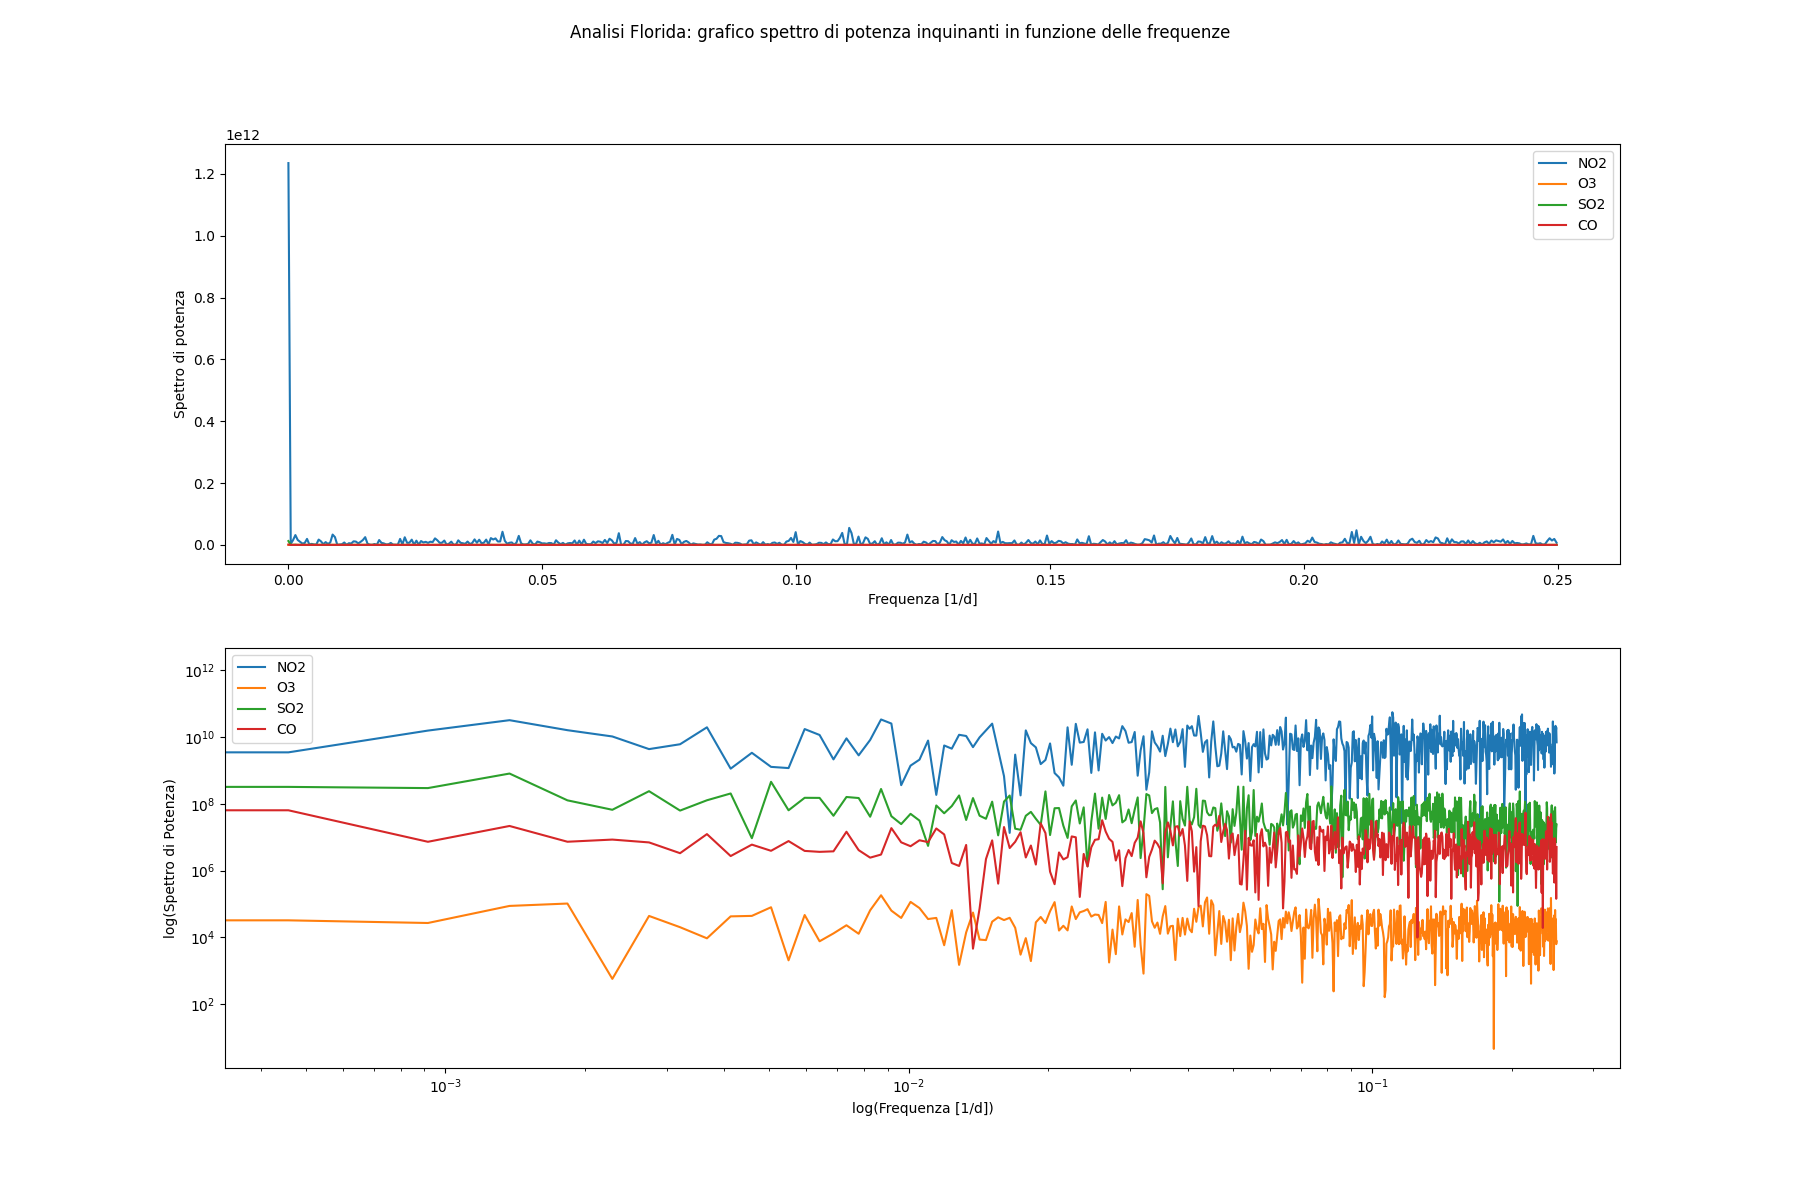 Analisi Florida: grafico spettro di potenza inquinanti in funzione delle frequenze
1e12
1.2
1.0
0.8
0.6
0.4
0.2
0.0
Spettro di potenza
NO2
O3
SO2
CO
0.00
0.05
0.10
0.15
0.20
0.25
Frequenza [1/d]
10¹²
10¹⁰
10⁸
10⁶
10⁴
10²
log(Spettro di Potenza)
NO2
O3
SO2
CO
10⁻³
10⁻²
10⁻¹
log(Frequenza [1/d])